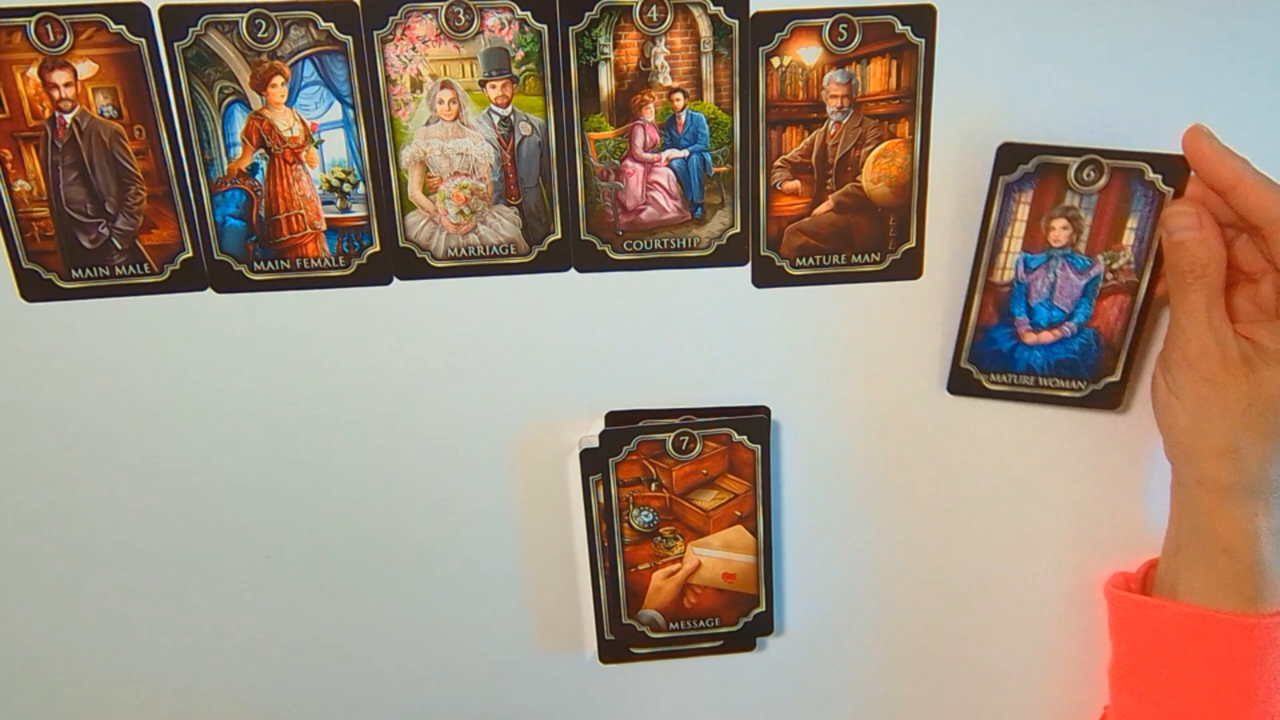 1
MAIN MALE
2
MAIN FEMALE
3
MARRIAGE
4
COURTSHIP
5
MATURE MAN
6
MATURE WOMAN
7
MESSAGE